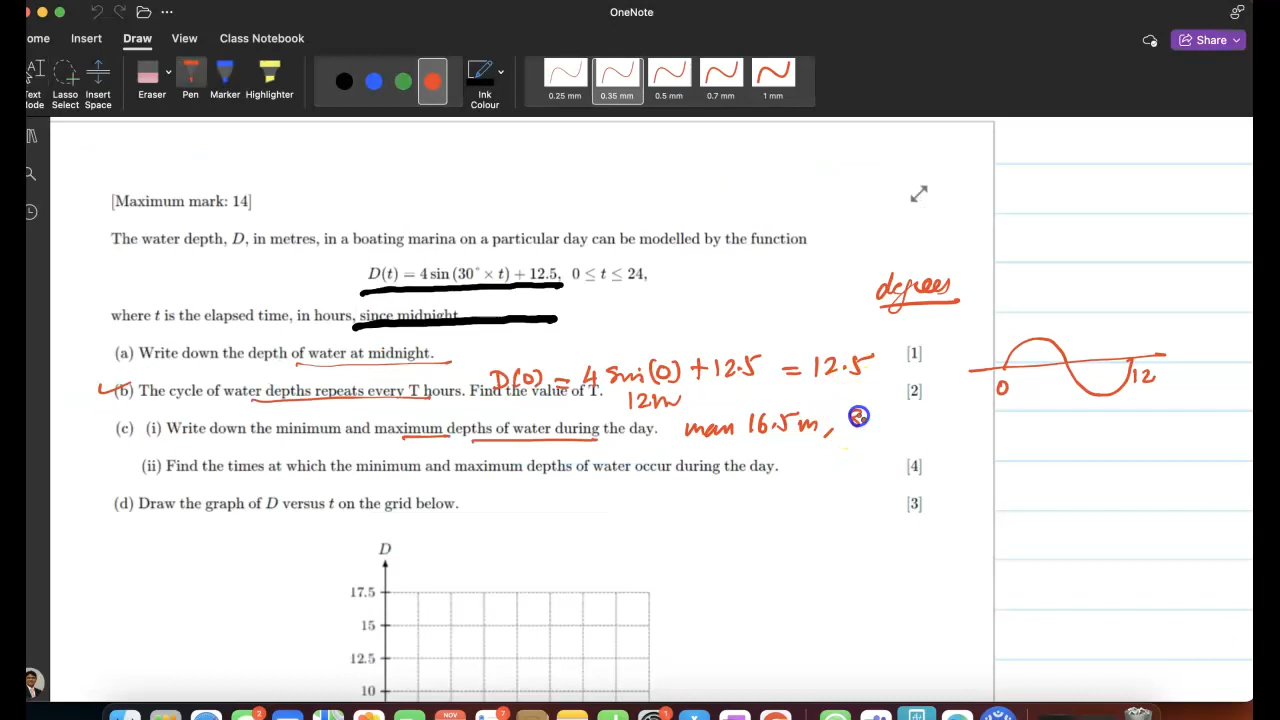 OneNote
ome Insert Draw View Class Notebook
Share
Text Mode
Lasso Select
Insert Space
Eraser
Pen
Marker
Highlighter
Ink Colour
0.25 mm
0.35 mm
0.5 mm
0.7 mm
1 mm
[Maximum mark: 14]
The water depth, D, in metres, in a boating marina on a particular day can be modelled by the function
D(t) = 4 sin (30° × t) + 12.5, 0 ≤ t ≤ 24,
degrees
where t is the elapsed time, in hours, since midnight
(a) Write down the depth of water at midnight. [1]
D(0) = 4 sin(0) + 12.5 = 12.5
(b) The cycle of water depths repeats every T hours. Find the value of T. [2]
0 12
(c) (i) Write down the minimum and maximum depths of water during the day. max 16.5m,
(ii) Find the times at which the minimum and maximum depths of water occur during the day. [4]
(d) Draw the graph of D versus t on the grid below. [3]
D
17.5
15
12.5
10
NOV
2
7
1